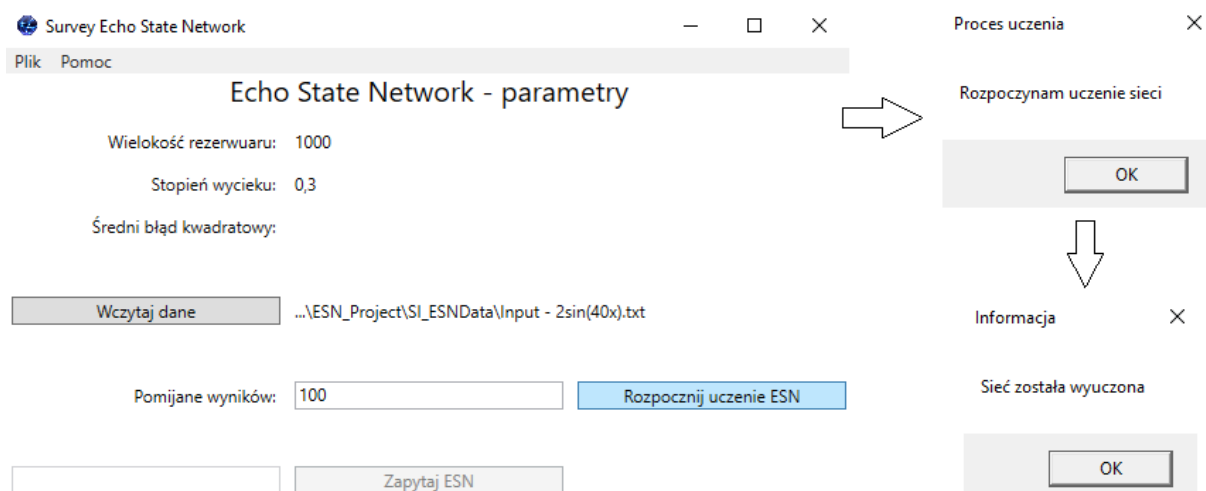 Survey Echo State Network
Plik Pomoc
Echo State Network - parametry
Wielokość rezerwuaru: 1000
Stopień wycieku: 0,3
Średni błąd kwadratowy:
Wczytaj dane ...\ESN_Project\SI_ESNData\Input - 2sin(40x).txt
Pomijane wyników: 100 Rozpocznij uczenie ESN
Zapytaj ESN
Proces uczenia
Rozpoczynam uczenie sieci
OK
Informacja
Sieć została wyuczona
OK